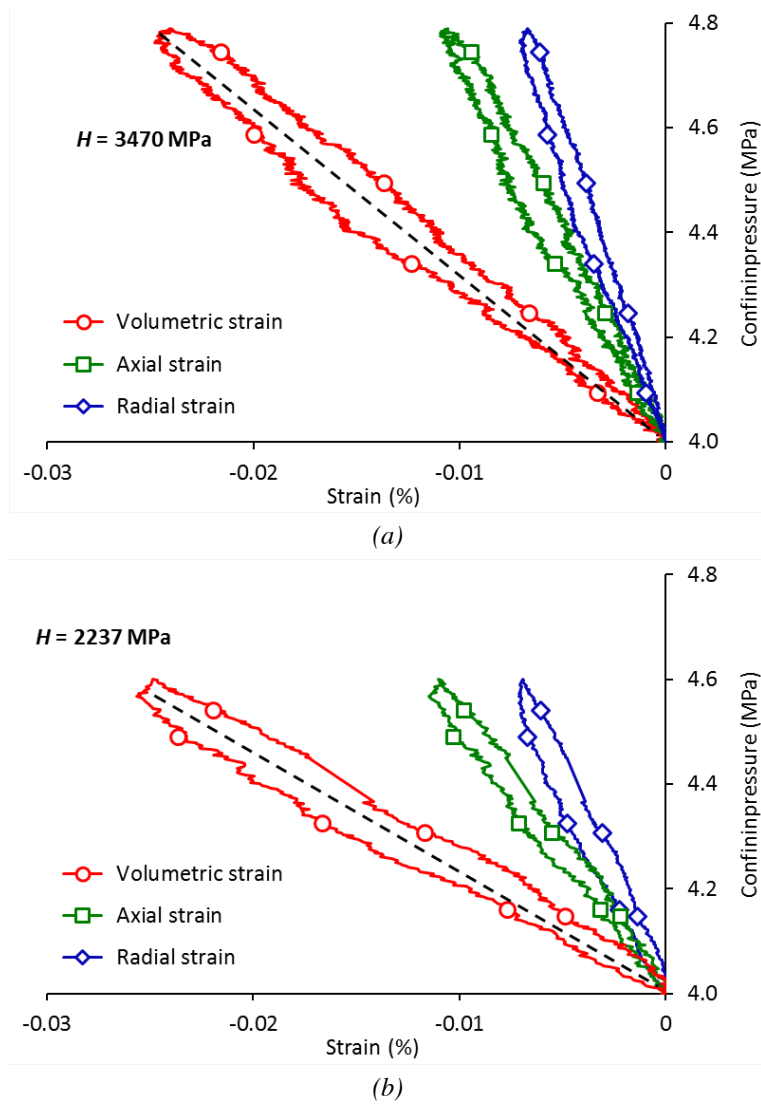 4.8
4.6
H = 3470 MPa
4.4
4.2
4.0
Confininpressure (MPa)
Volumetric strain
Axial strain
Radial strain
-0.03
-0.02
-0.01
0
Strain (%)
(a)
4.8
H = 2237 MPa
4.6
4.4
4.2
4.0
Confininpressure (MPa)
Volumetric strain
Axial strain
Radial strain
-0.03
-0.02
-0.01
0
Strain (%)
(b)